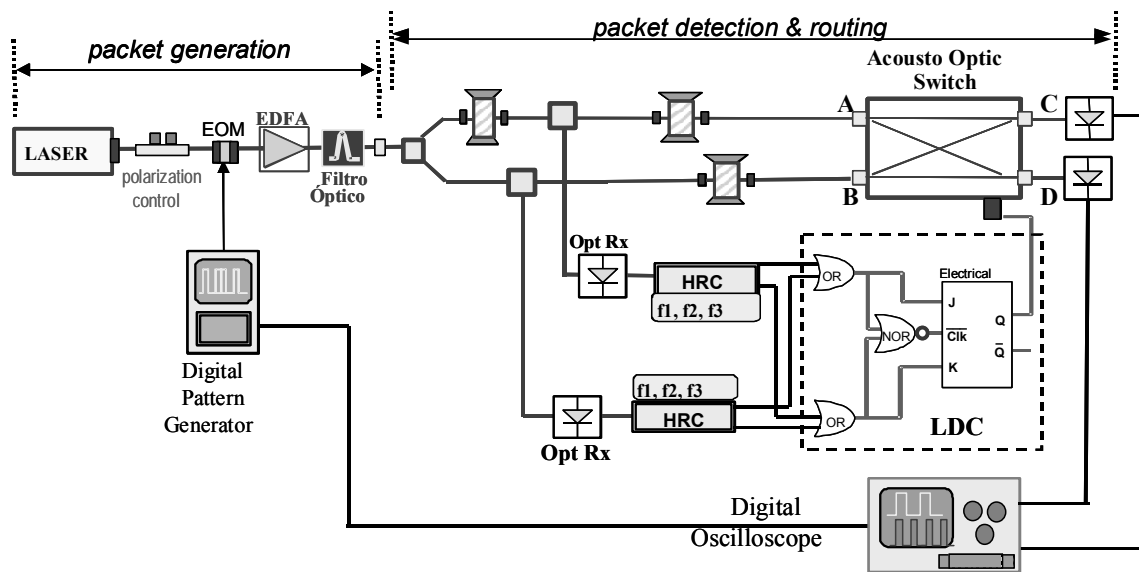 packet generation
packet detection & routing
Acousto Optic
Switch
A
C
EOM
EDFA
LASER
polarization
control
Filtro
Óptico
B
D
Opt Rx
HRC
f1, f2, f3
OR
Electrical
J
Q
NOR
Clk
Q
K
f1, f2, f3
HRC
OR
LDC
Opt Rx
Digital
Pattern
Generator
Digital
Oscilloscope